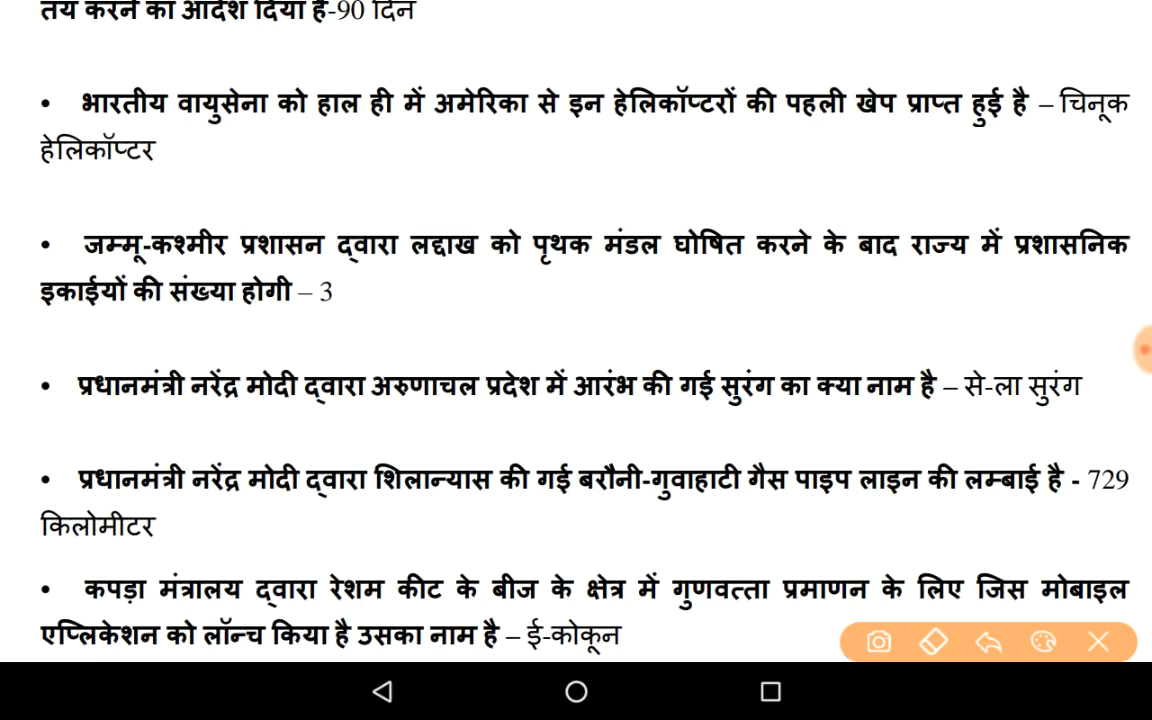 तय करने का आदेश दिया है-90 दिन
• भारतीय वायुसेना को हाल ही में अमेरिका से इन हेलिकॉप्टरों की पहली खेप प्राप्त हुई है – चिनूक
हेलिकॉप्टर
• जम्मू-कश्मीर प्रशासन द्वारा लद्दाख को पृथक मंडल घोषित करने के बाद राज्य में प्रशासनिक
इकाईयों की संख्या होगी – 3
• प्रधानमंत्री नरेंद्र मोदी द्वारा अरुणाचल प्रदेश में आरंभ की गई सुरंग का क्या नाम है – से-ला सुरंग
• प्रधानमंत्री नरेंद्र मोदी द्वारा शिलान्यास की गई बरौनी-गुवाहाटी गैस पाइप लाइन की लम्बाई है - 729
किलोमीटर
• कपड़ा मंत्रालय द्वारा रेशम कीट के बीज के क्षेत्र में गुणवत्ता प्रमाणन के लिए जिस मोबाइल
एप्लिकेशन को लॉन्च किया है उसका नाम है – ई-कोकून